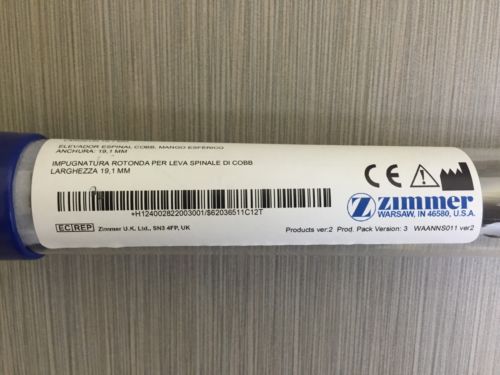 ELEVADOR ESPINAL COBB, MANGO ESFÉRICO
ANCHURA: 19,1 MM
IMPUGNATURA ROTONDA PER LEVA SPINALE DI COBB
LARGHEZZA 19,1 MM
CE
+H124002822003001/$62036511C12T
zimmer
WARSAW, IN 46580, U.S.A.
EC REP Zimmer U.K. Ltd., SN3 4FP, UK
Products ver:2 Prod. Pack Version: 3 WAANNS011 ver2